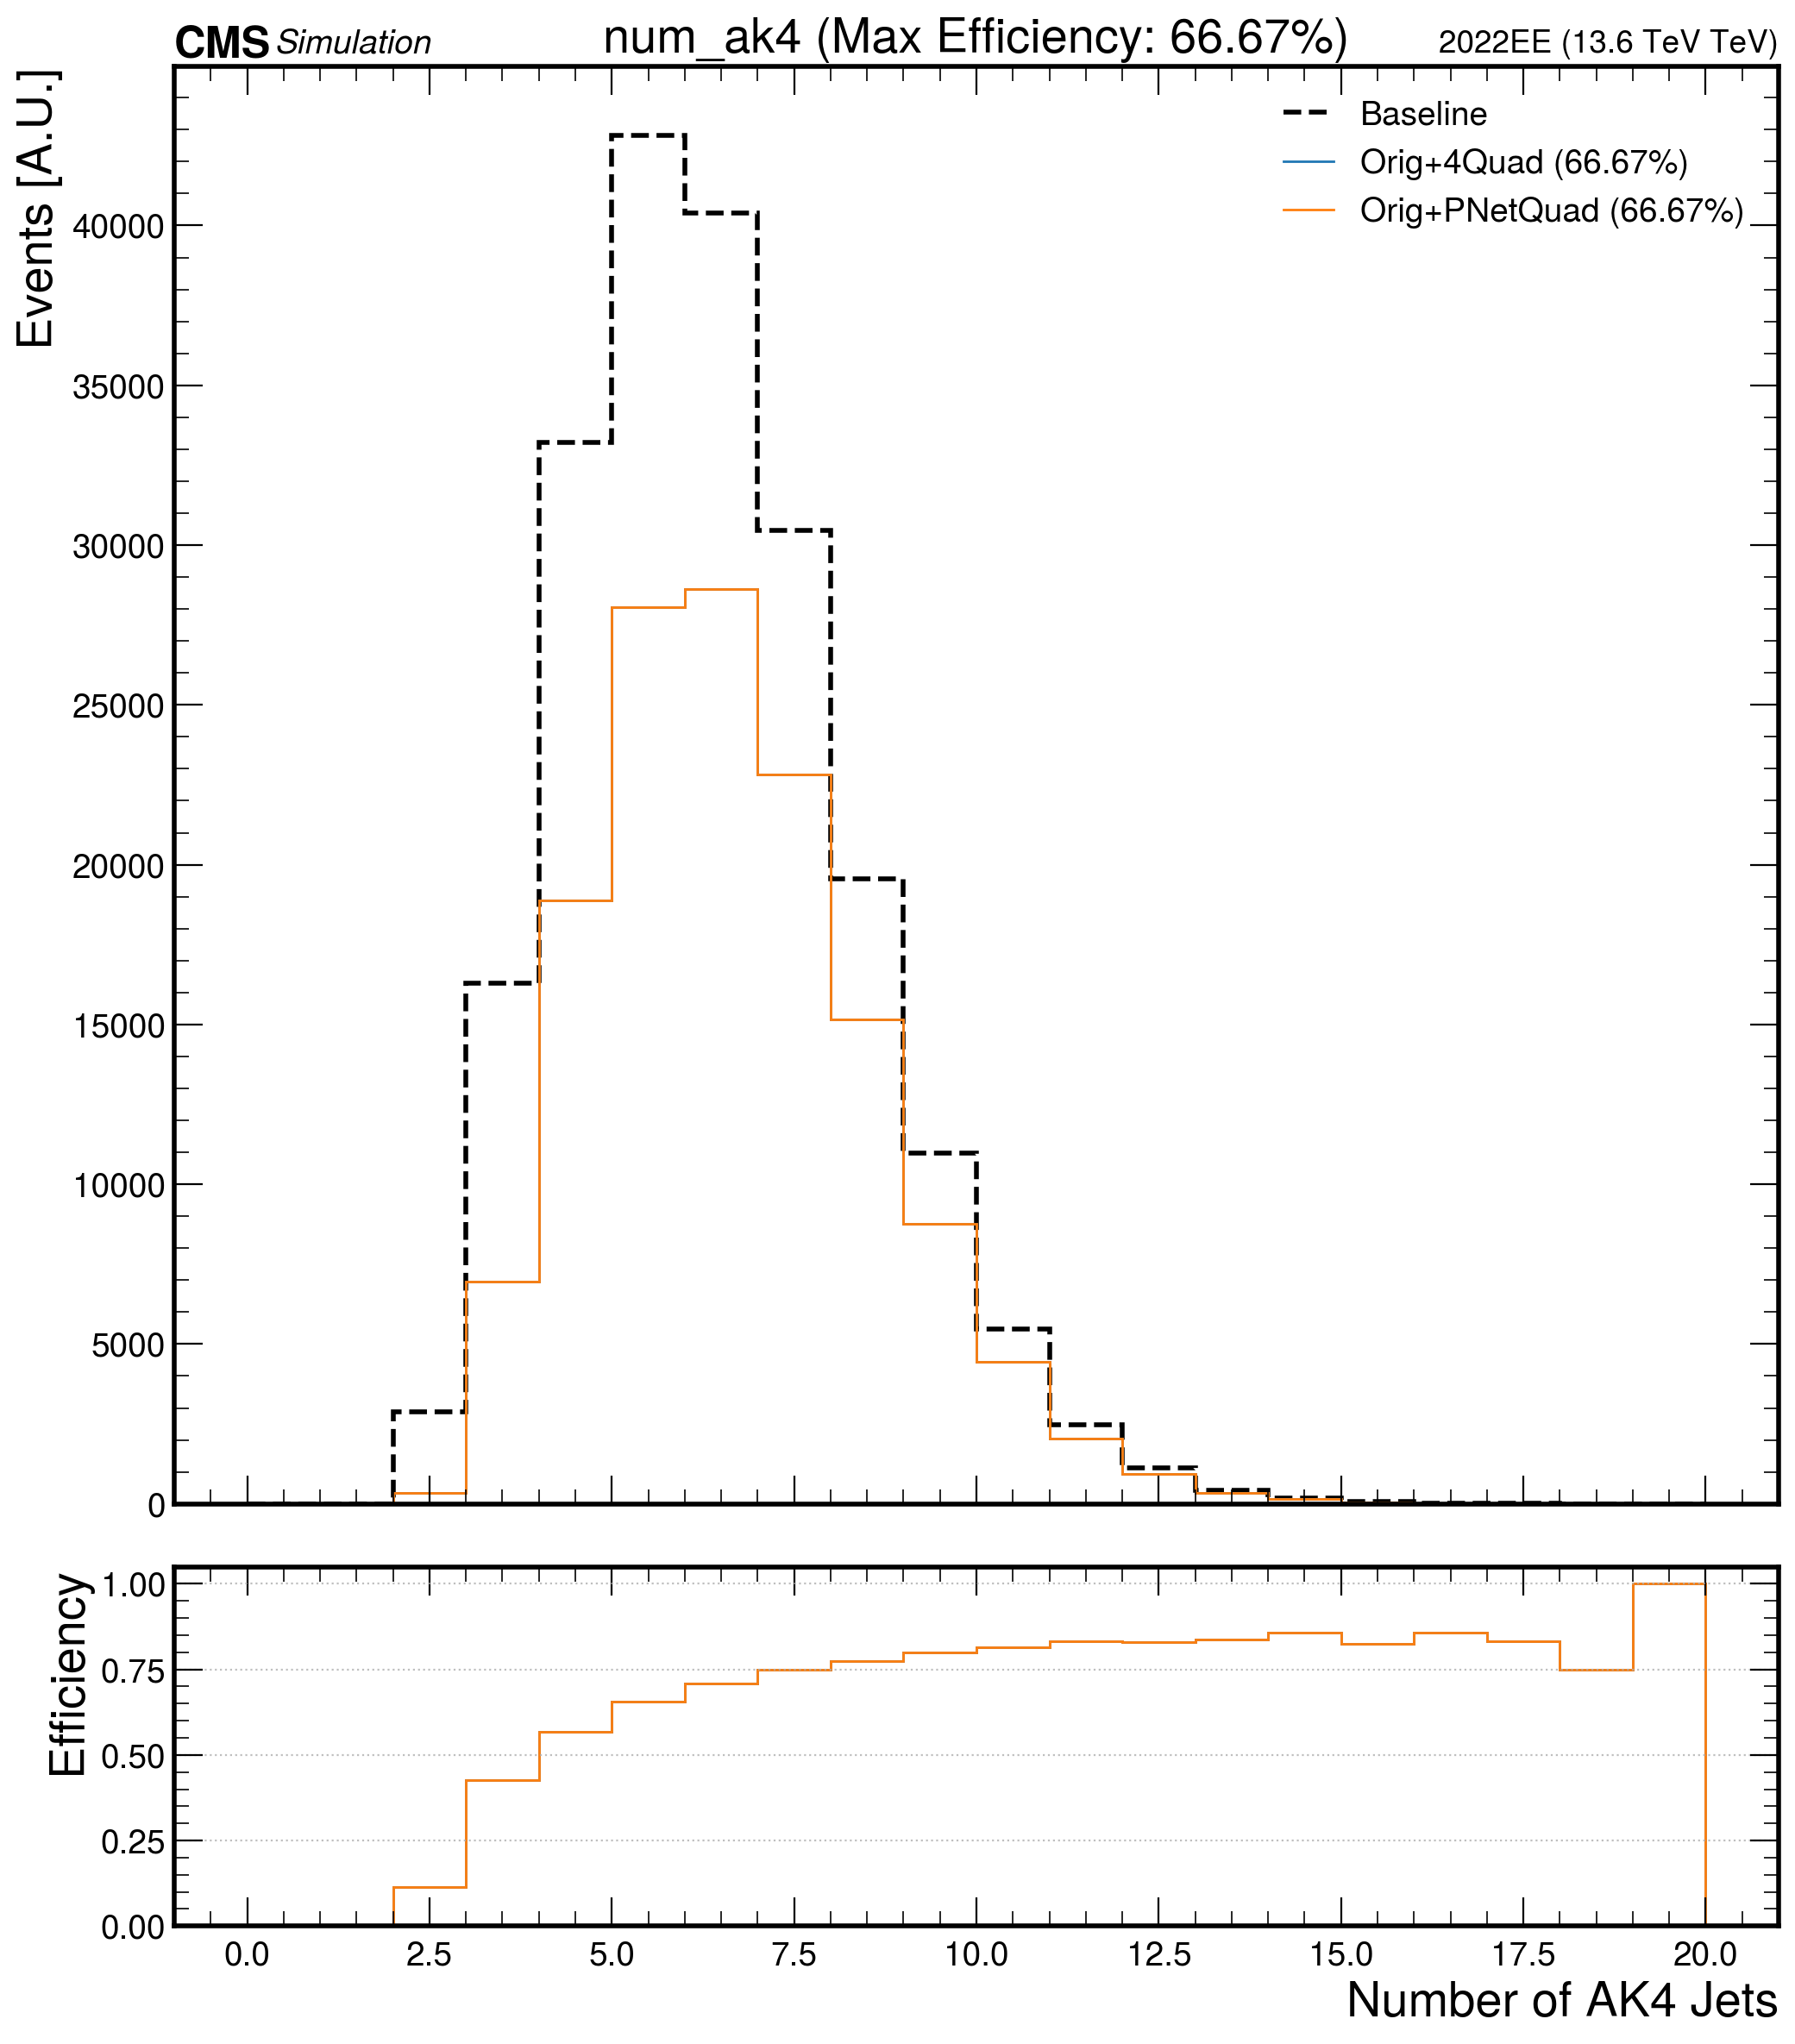 CMS Simulation num_ak4 (Max Efficiency: 66.67%) 2022EE (13.6 TeV TeV)
Events [A.U.]
Baseline
Orig+4Quad (66.67%)
Orig+PNetQuad (66.67%)
40000
35000
30000
25000
20000
15000
10000
5000
0
Efficiency
1.00
0.75
0.50
0.25
0.00
0.0 2.5 5.0 7.5 10.0 12.5 15.0 17.5 20.0
Number of AK4 Jets